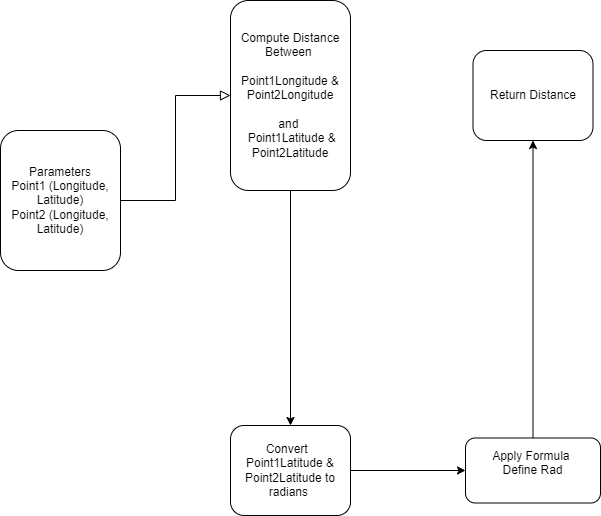 Parameters
Point1 (Longitude,
Latitude)
Point2 (Longitude,
Latitude)
Compute Distance
Between
Point1Longitude &
Point2Longitude
and
Point1Latitude &
Point2Latitude
Convert
Point1Latitude &
Point2Latitude to
radians
Apply Formula
Define Rad
Return Distance